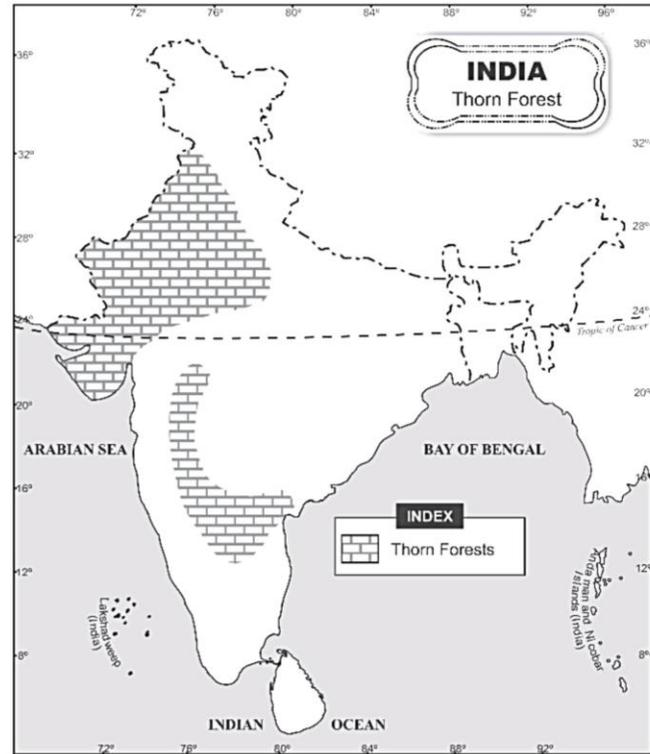 72° 76° 80° 84° 88° 92° 96°
36° 36°
INDIA
Thorn Forest
32° 32°
28° 28°
24° 24°
Tropic of Cancer
20° 20°
ARABIAN SEA
BAY OF BENGAL
16° 16°
INDEX
Thorn Forests
12° 12°
Lakshadweep
(India)
Andaman and Nicobar
Islands (India)
8° 8°
INDIAN OCEAN
72° 76° 80° 84° 88° 92°